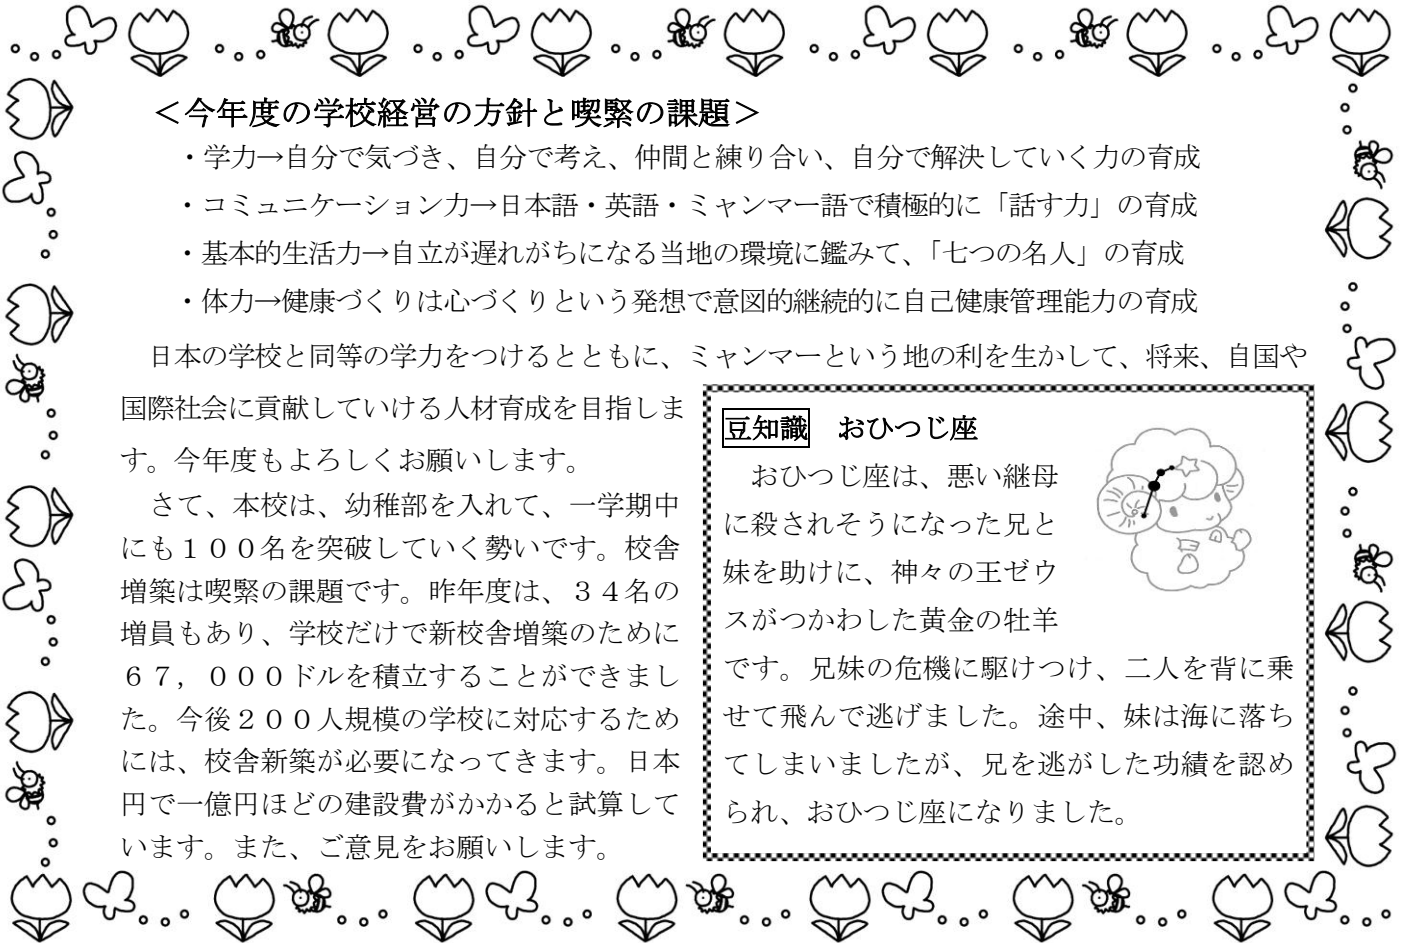 ＜今年度の学校経営の方針と喫緊の課題＞
・学力→自分で気づき、自分で考え、仲間と練り合い、自分で解決していく力の育成
・コミュニケーション力→日本語・英語・ミャンマー語で積極的に「話す力」の育成
・基本的生活力→自立が遅れがちになる当地の環境に鑑みて、「七つの名人」の育成
・体力→健康づくりは心づくりという発想で意図的継続的に自己健康管理能力の育成
日本の学校と同等の学力をつけるとともに、ミャンマーという地の利を生かして、将来、自国や
国際社会に貢献していける人材育成を目指しま
す。今年度もよろしくお願いします。
さて、本校は、幼稚部を入れて、一学期中
にも１００名を突破していく勢いです。校舎
増築は喫緊の課題です。昨年度は、３４名の
増員もあり、学校だけで新校舎増築のために
６７，０００ドルを積立することができまし
た。今後２００人規模の学校に対応するため
には、校舎新築が必要になってきます。日本
円で一億円ほどの建設費がかかると試算して
います。また、ご意見をお願いします。
豆知識　おひつじ座
おひつじ座は、悪い継母
に殺されそうになった兄と
妹を助けに、神々の王ゼウ
スがつかわした黄金の牡羊
です。兄妹の危機に駆けつけ、二人を背に乗
せて飛んで逃げました。途中、妹は海に落ち
てしまいましたが、兄を逃がした功績を認め
られ、おひつじ座になりました。